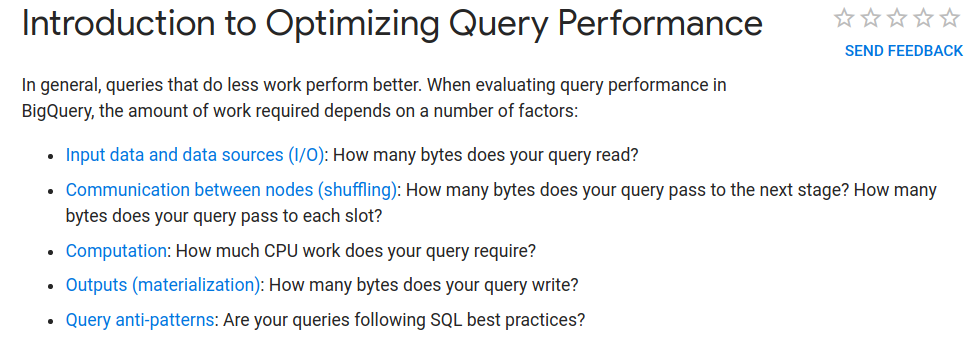 Introduction to Optimizing Query Performance
SEND FEEDBACK
In general, queries that do less work perform better. When evaluating query performance in
BigQuery, the amount of work required depends on a number of factors:
• Input data and data sources (I/O): How many bytes does your query read?
• Communication between nodes (shuffling): How many bytes does your query pass to the next stage? How many
bytes does your query pass to each slot?
• Computation: How much CPU work does your query require?
• Outputs (materialization): How many bytes does your query write?
• Query anti-patterns: Are your queries following SQL best practices?